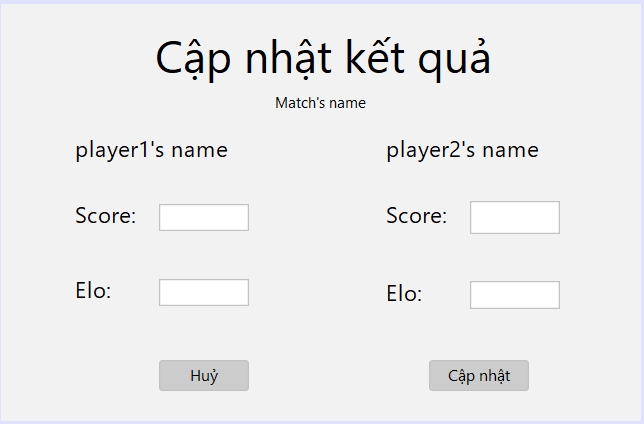 Cập nhật kết quả
Match's name
player1's name
player2's name
Score:
Score:
Elo:
Elo:
Huỷ
Cập nhật